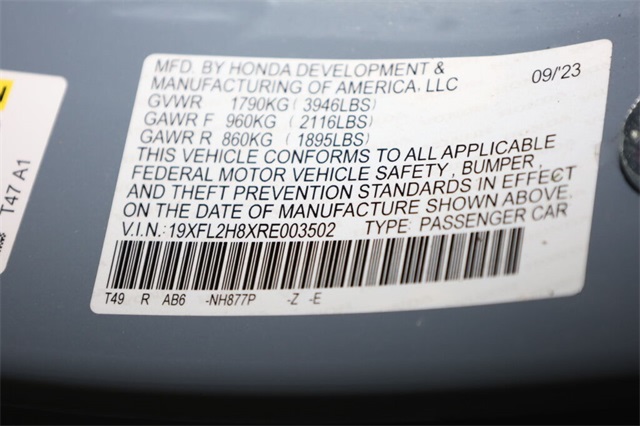 MFD. BY HONDA DEVELOPMENT & 09/'23
MANUFACTURING OF AMERICA, LLC
GVWR 1790KG (3946LBS)
GAWR F 960KG (2116LBS)
GAWR R 860KG (1895LBS)
THIS VEHICLE CONFORMS TO ALL APPLICABLE
FEDERAL MOTOR VEHICLE SAFETY, BUMPER,
AND THEFT PREVENTION STANDARDS IN EFFECT
ON THE DATE OF MANUFACTURE SHOWN ABOVE.
V.I.N.: 19XFL2H8XRE003502 TYPE: PASSENGER CAR
T49 R AB6 -NH877P -Z -E
T47 A1